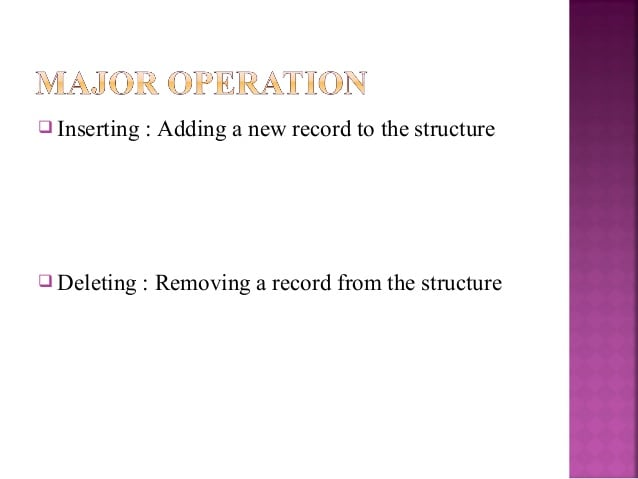 MAJOR OPERATION
Inserting : Adding a new record to the structure
Deleting : Removing a record from the structure